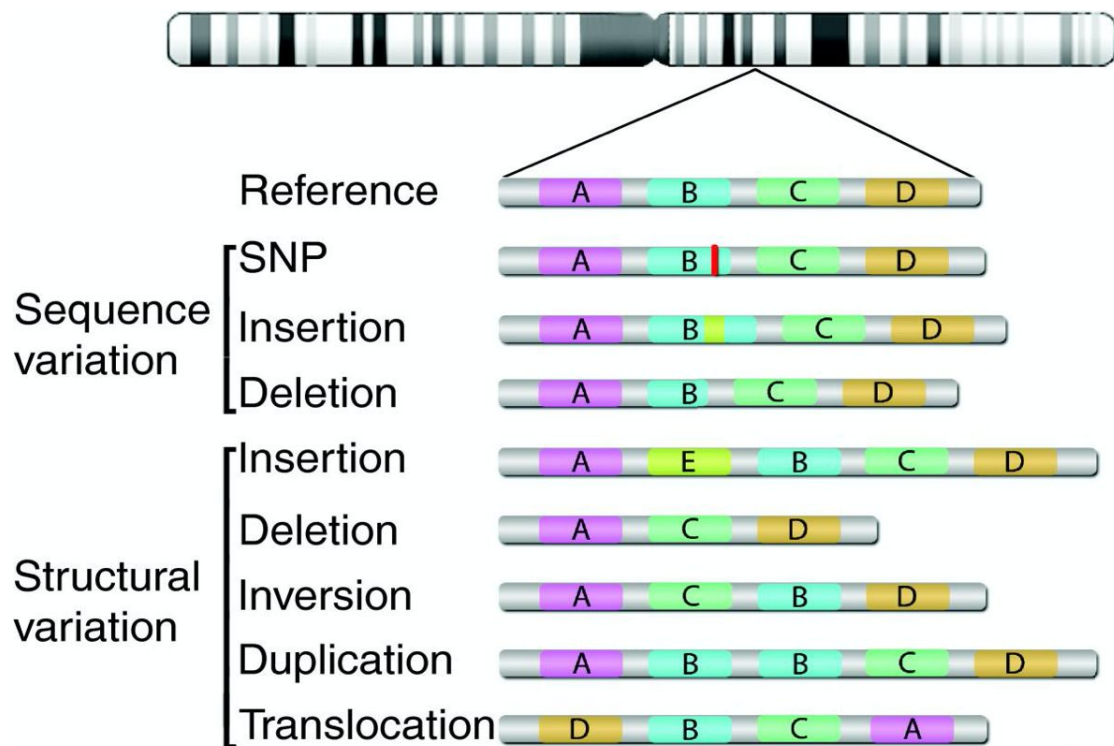 Reference A B C D
Sequence variation
SNP A B C D
Insertion A B C D
Deletion A B C D
Structural variation
Insertion A E B C D
Deletion A C D
Inversion A C B D
Duplication A B B C D
Translocation D B C A